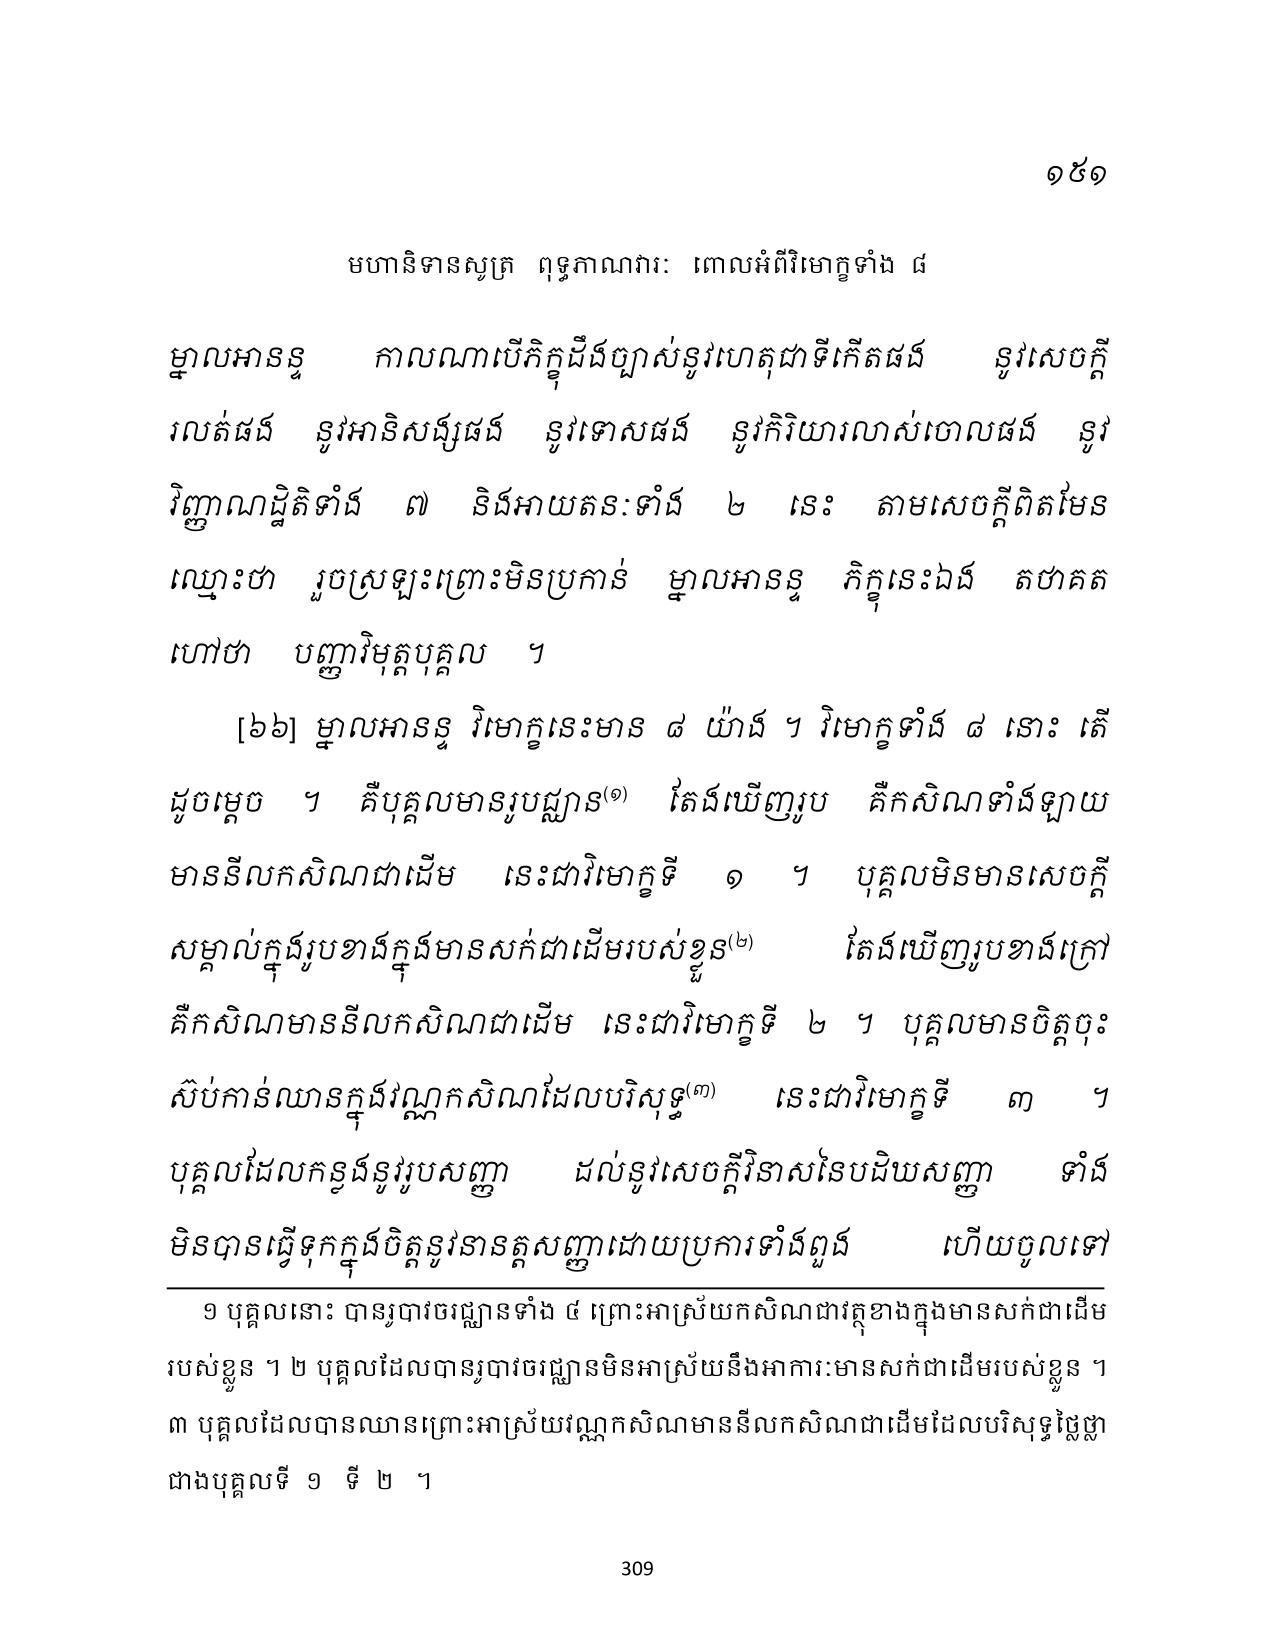 ១៥១
មហានិទានសូត្រ ពុទ្ធភាណវារៈ ពោលអំពីវិមោក្ខទាំង ៨
ម្នាលអានន្ទ កាលណាបើភិក្ខុដឹងច្បាស់នូវហេតុជាទីកើតផង នូវសេចក្តី
រលត់ផង នូវអានិសង្សផង នូវទោសផង នូវកិរិយារលាស់ចោលផង នូវ
វិញ្ញាណដ្ឋិតិទាំង ៧ និងអាយតនៈទាំង ២ នេះ តាមសេចក្តីពិតមែន
ឈ្មោះថា រួចស្រឡះព្រោះមិនប្រកាន់ ម្នាលអានន្ទ ភិក្ខុនេះឯង តថាគត
ហៅថា បញ្ញាវិមុត្តបុគ្គល ។
[៦៦] ម្នាលអានន្ទ វិមោក្ខនេះមាន ៨ យ៉ាង ។ វិមោក្ខទាំង ៨ នោះ តើ
ដូចម្តេច ។ គឺបុគ្គលមានរូបជ្ឈាន(១) តែងឃើញរូប គឺកសិណទាំងឡាយ
មាននីលកសិណជាដើម នេះជាវិមោក្ខទី ១ ។ បុគ្គលមិនមានសេចក្តី
សម្គាល់ក្នុងរូបខាងក្នុងមានសក់ជាដើមរបស់ខ្លួន(២) តែងឃើញរូបខាងក្រៅ
គឺកសិណមាននីលកសិណជាដើម នេះជាវិមោក្ខទី ២ ។ បុគ្គលមានចិត្តចុះ
ស៊ប់កាន់ឈានក្នុងវណ្ណកសិណដែលបរិសុទ្ធ(៣) នេះជាវិមោក្ខទី ៣ ។
បុគ្គលដែលកន្លងនូវរូបសញ្ញា ដល់នូវសេចក្តីវិនាសនៃបដិឃសញ្ញា ទាំង
មិនបានធ្វើទុកក្នុងចិត្តនូវនានត្តសញ្ញាដោយប្រការទាំងពួង ហើយចូលទៅ
១ បុគ្គលនោះ បានរូបាវចរជ្ឈានទាំង ៤ ព្រោះអាស្រ័យកសិណជាវត្ថុខាងក្នុងមានសក់ជាដើម
របស់ខ្លួន ។ ២ បុគ្គលដែលបានរូបាវចរជ្ឈានមិនអាស្រ័យនឹងអាការៈមានសក់ជាដើមរបស់ខ្លួន ។
៣ បុគ្គលដែលបានឈានព្រោះអាស្រ័យវណ្ណកសិណមាននីលកសិណជាដើមដែលបរិសុទ្ធថ្លៃថ្លា
ជាងបុគ្គលទី ១ ទី ២ ។
309